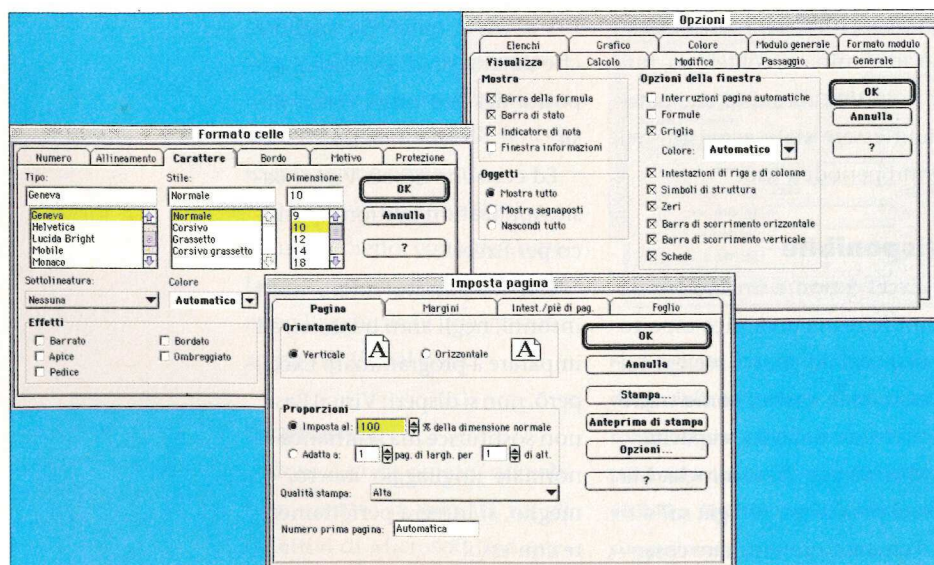 Opzioni
Elenchi Grafico Colore Modulo generale Formato modulo
Visualizza Calcolo Modifica Passaggio Generale
Mostra
Barra della formula
Barra di stato
Indicatore di nota
Finestra informazioni
Oggetti
Mostra tutto
Mostra segnaposti
Nascondi tutto
Opzioni della finestra
Interruzioni pagina automatiche
Formule
Griglia
Colore: Automatico
Intestazioni di riga e di colonna
Simboli di struttura
Zeri
Barra di scorrimento orizzontale
Barra di scorrimento verticale
Schede
OK
Annulla
?
Formato celle
Numero Allineamento Carattere Bordo Motivo Protezione
Tipo:
Geneva
Geneva
Helvetica
Lucida Bright
Mobile
Monaco
Stile:
Normale
Normale
Corsivo
Grassetto
Corsivo grassetto
Dimensione:
10
9
10
12
14
18
OK
Annulla
?
Sottolineatura:
Nessuna
Colore
Automatico
Effetti
Barrato
Apice
Pedice
Bordato
Ombreggiato
Imposta pagina
Pagina Margini Intest./piè di pag. Foglio
Orientamento
Verticale A
Orizzontale A
Proporzioni
Imposta al: 100 % della dimensione normale
Adatta a: 1 pag. di largh. per 1 di alt.
Qualità stampa: Alta
Numero prima pagina: Automatica
OK
Annulla
Stampa...
Anteprima di stampa
Opzioni...
?